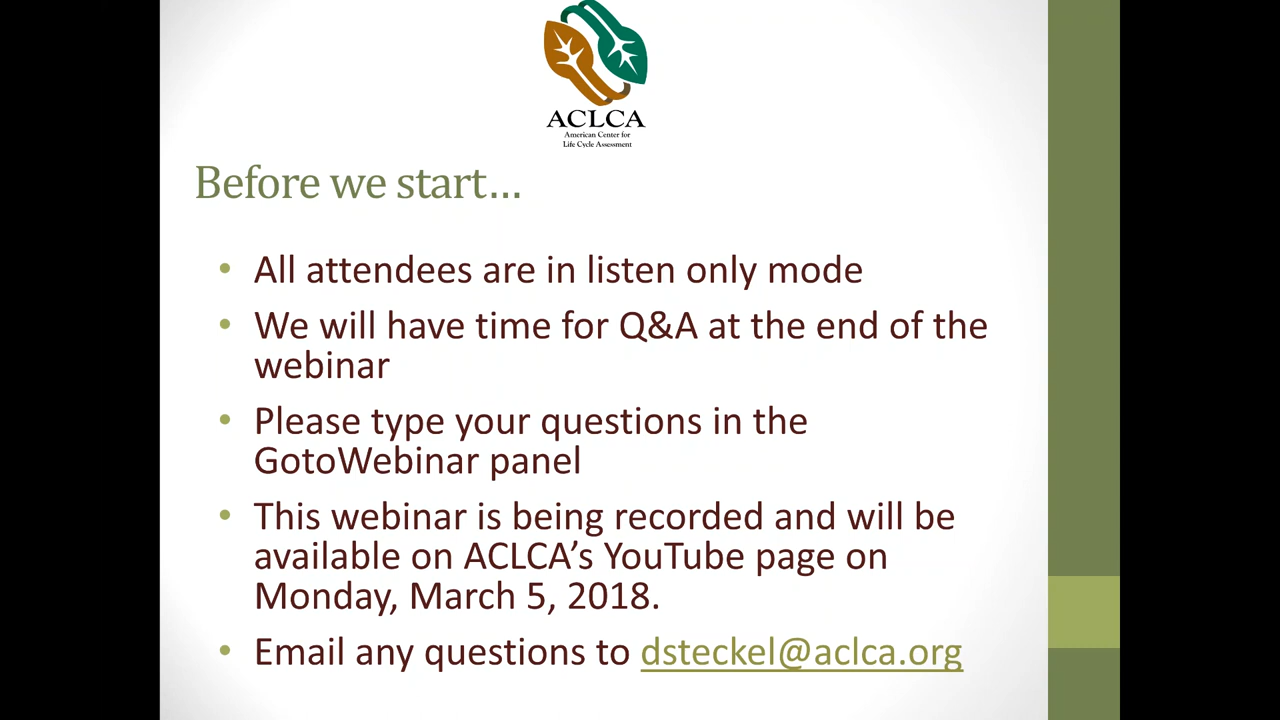 ACLCA
American Center for
Life Cycle Assessment
Before we start…
• All attendees are in listen only mode
• We will have time for Q&A at the end of the
webinar
• Please type your questions in the
GotoWebinar panel
• This webinar is being recorded and will be
available on ACLCA’s YouTube page on
Monday, March 5, 2018.
• Email any questions to dsteckel@aclca.org